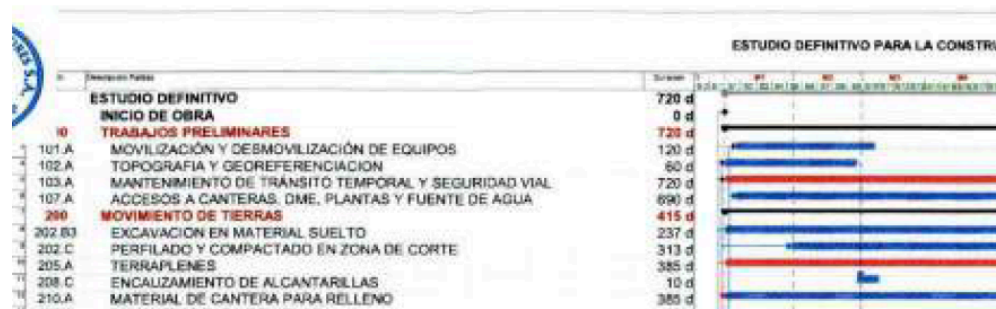 ESTUDIO DEFINITIVO PARA LA CONSTRU
Descripción Partida
ESTUDIO DEFINITIVO 720 d
INICIO DE OBRA 0 d
TRABAJOS PRELIMINARES 720 d
101.A MOVILIZACIÓN Y DESMOVILIZACIÓN DE EQUIPOS 120 d
102.A TOPOGRAFIA Y GEOREFERENCIACION 60 d
103.A MANTENIMIENTO DE TRÁNSITO TEMPORAL Y SEGURIDAD VIAL 720 d
107.A ACCESOS A CANTERAS, DME, PLANTAS Y FUENTE DE AGUA 690 d
200 MOVIMIENTO DE TIERRAS 415 d
202.B3 EXCAVACION EN MATERIAL SUELTO 237 d
202.C PERFILADO Y COMPACTADO EN ZONA DE CORTE 313 d
205.A TERRAPLENES 385 d
208.C ENCAUZAMIENTO DE ALCANTARILLAS 10 d
210.A MATERIAL DE CANTERA PARA RELLENO 385 d